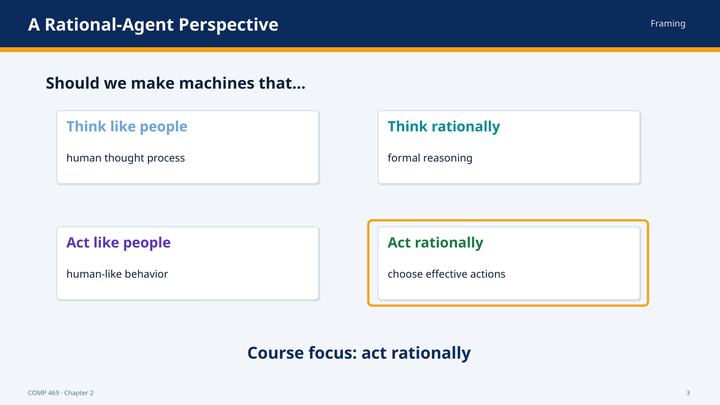 A Rational-Agent Perspective
Framing
Should we make machines that...
Think like people
human thought process
Think rationally
formal reasoning
Act like people
human-like behavior
Act rationally
choose effective actions
Course focus: act rationally
COMP 469 · Chapter 2
3